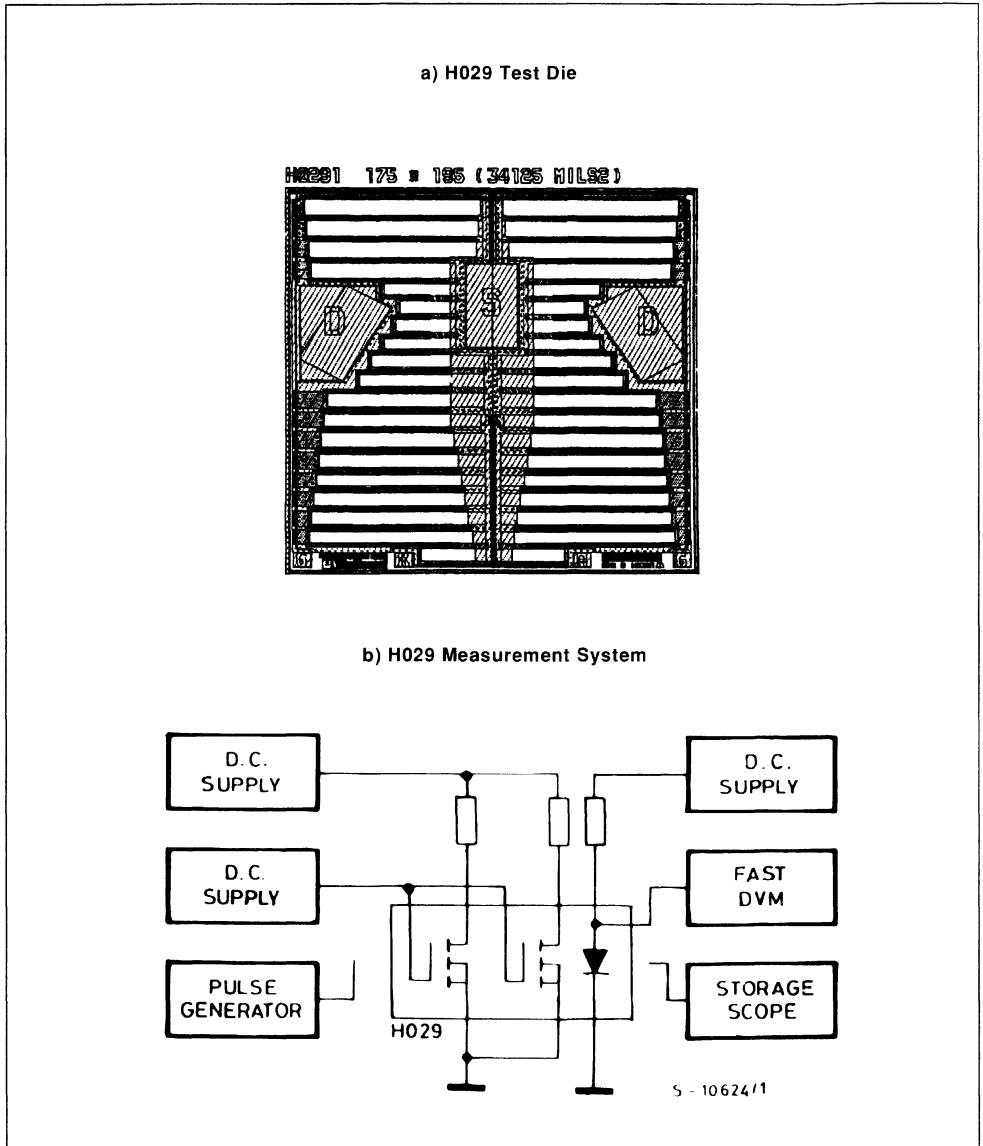 a) H029 Test Die
175 * 195 (34125 MILS2)
S
D
D
G
G
b) H029 Measurement System
D.C.
SUPPLY
D.C.
SUPPLY
D.C.
SUPPLY
FAST
DVM
PULSE
GENERATOR
STORAGE
SCOPE
H029
S - 10624/1